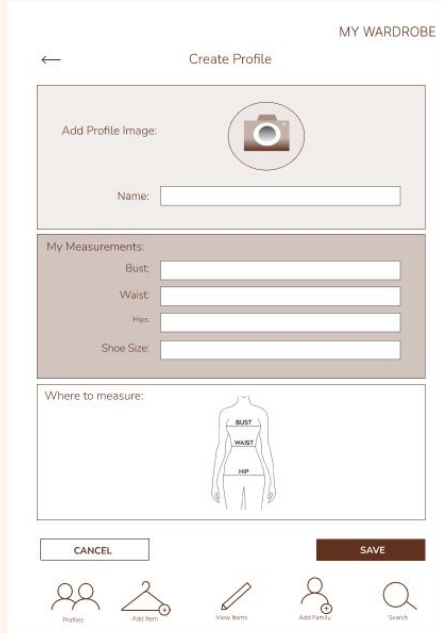 MY WARDROBE
Create Profile
Add Profile Image:
Name:
My Measurements:
Bust:
Waist:
Hips:
Shoe Size:
Where to measure:
BUST
WAIST
HIP
CANCEL SAVE
Profiles Add Item View Items Add Family Search